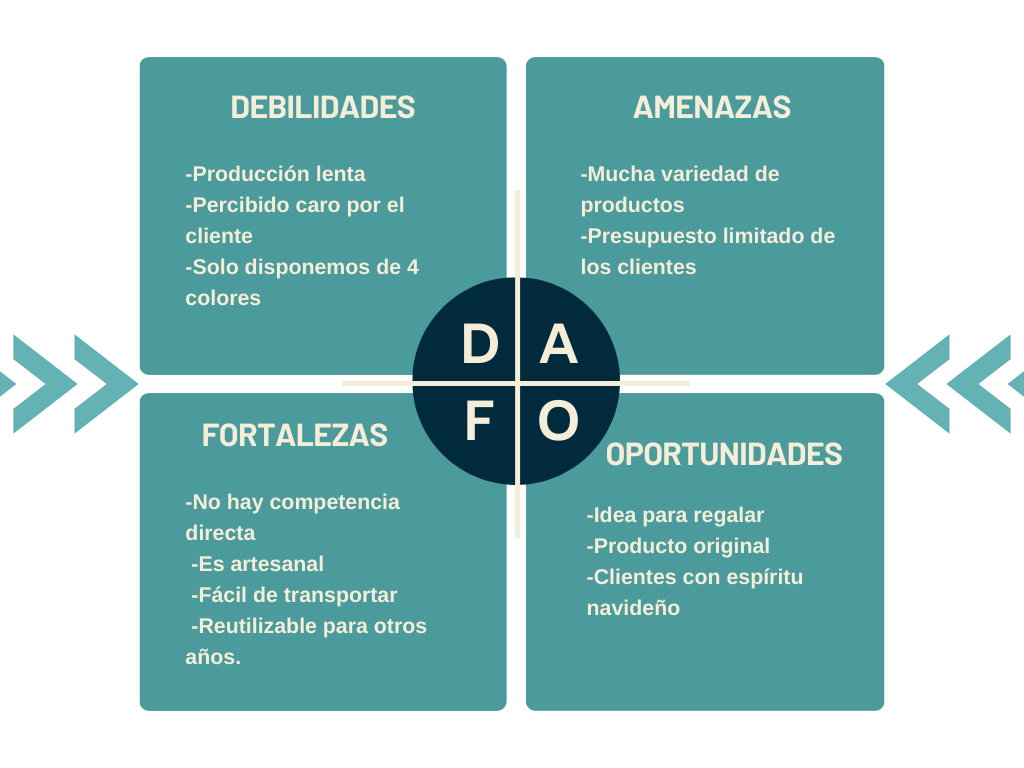 DEBILIDADES
-Producción lenta
-Percibido caro por el
cliente
-Solo disponemos de 4
colores
AMENAZAS
-Mucha variedad de
productos
-Presupuesto limitado de
los clientes
D A
F O
FORTALEZAS
-No hay competencia
directa
-Es artesanal
-Fácil de transportar
-Reutilizable para otros
años.
OPORTUNIDADES
-Idea para regalar
-Producto original
-Clientes con espíritu
navideño